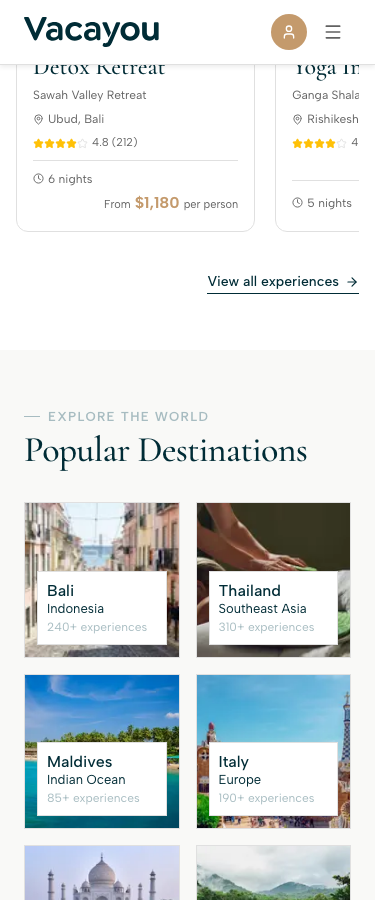 Vacayou
Detox Retreat
Sawah Valley Retreat
Ubud, Bali
4.8 (212)
6 nights
From $1,180 per person
Ganga Shala
Rishikesh
5 nights
View all experiences →
EXPLORE THE WORLD
Popular Destinations
Bali
Indonesia
240+ experiences
Thailand
Southeast Asia
310+ experiences
Maldives
Indian Ocean
85+ experiences
Italy
Europe
190+ experiences